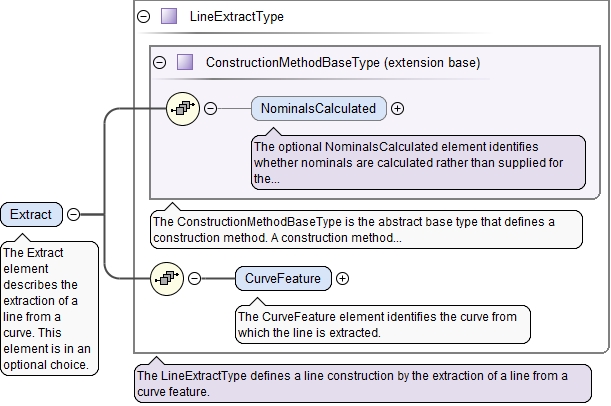 LineExtractType
ConstructionMethodBaseType (extension base)
NominalsCalculated
The optional NominalsCalculated element identifies
whether nominals are calculated rather than supplied for
the...
The ConstructionMethodBaseType is the abstract base type that defines a
construction method. A construction method...
Extract
The Extract
element
describes the
extraction of a
line from a
curve. This
element is in an
optional choice.
CurveFeature
The CurveFeature element identifies the curve from
which the line is extracted.
The LineExtractType defines a line construction by the extraction of a line from a
curve feature.